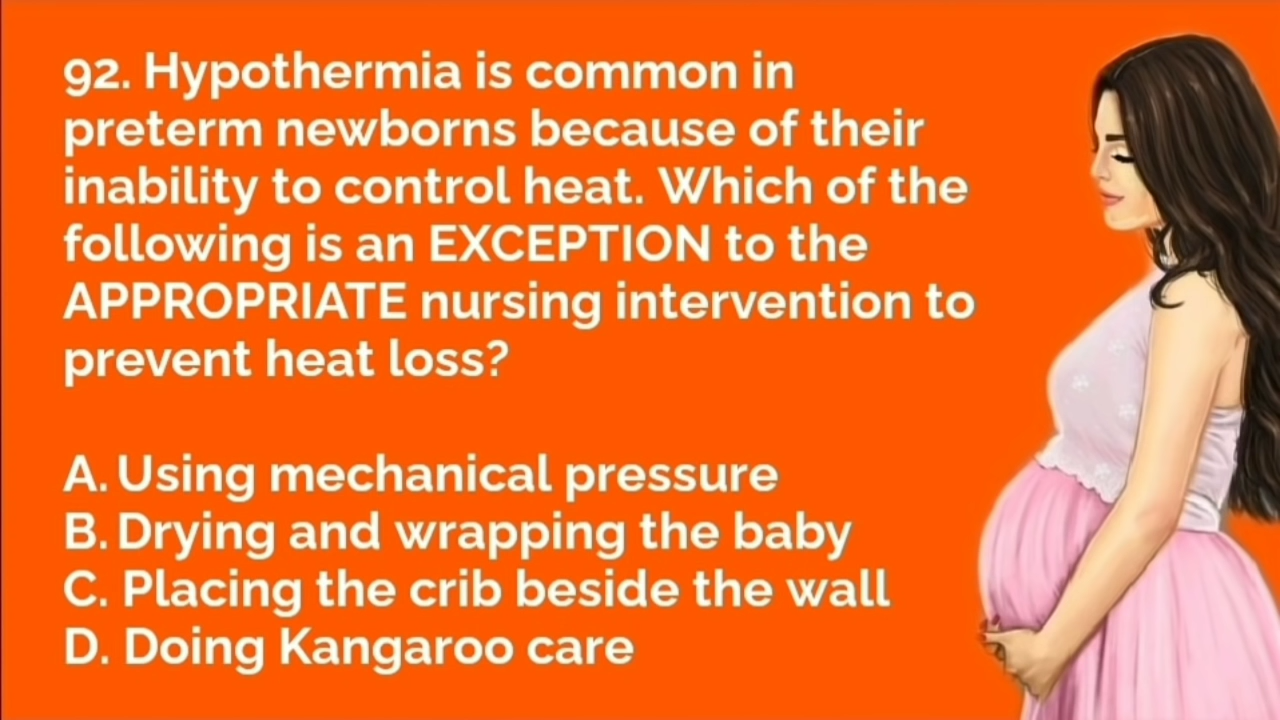 92. Hypothermia is common in
preterm newborns because of their
inability to control heat. Which of the
following is an EXCEPTION to the
APPROPRIATE nursing intervention to
prevent heat loss?
A. Using mechanical pressure
B. Drying and wrapping the baby
C. Placing the crib beside the wall
D. Doing Kangaroo care